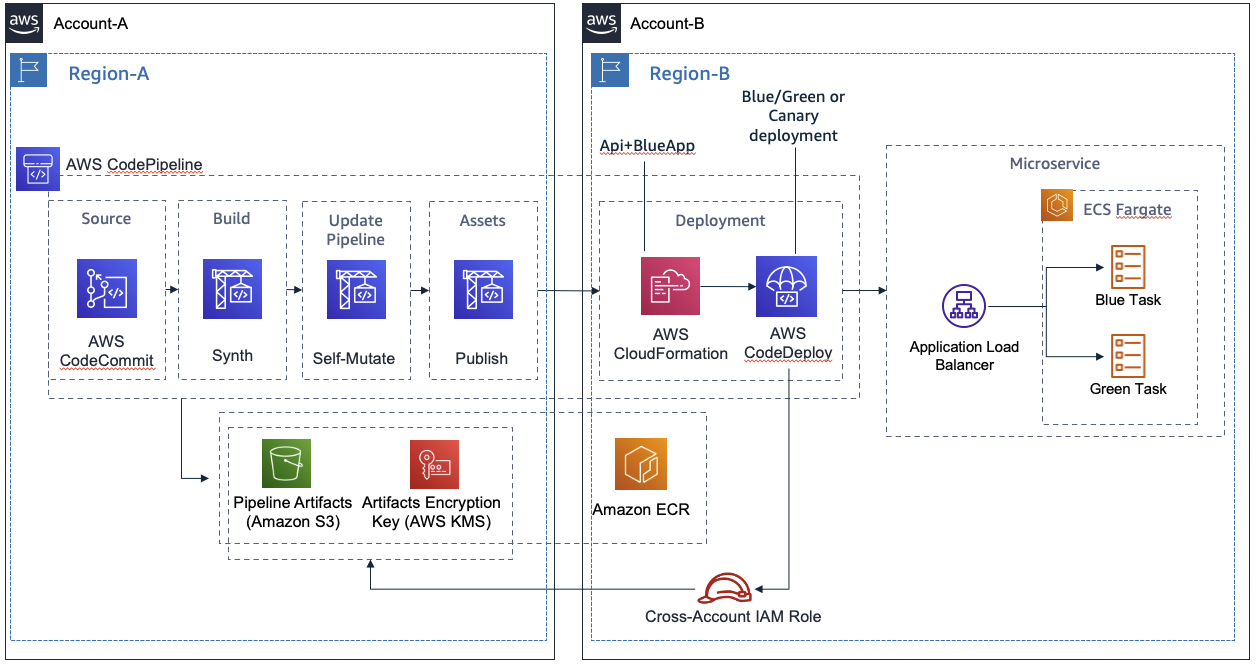 aws
Account-A
Region-A
AWS CodePipeline
Source
AWS
CodeCommit
Build
Synth
Update
Pipeline
Self-Mutate
Assets
Publish
Pipeline Artifacts
(Amazon S3)
Artifacts Encryption
Key (AWS KMS)
aws
Account-B
Region-B
Api+BlueApp
Blue/Green or
Canary
deployment
Deployment
AWS
CloudFormation
AWS
CodeDeploy
Amazon ECR
Cross-Account IAM Role
Microservice
Application Load
Balancer
ECS Fargate
Blue Task
Green Task